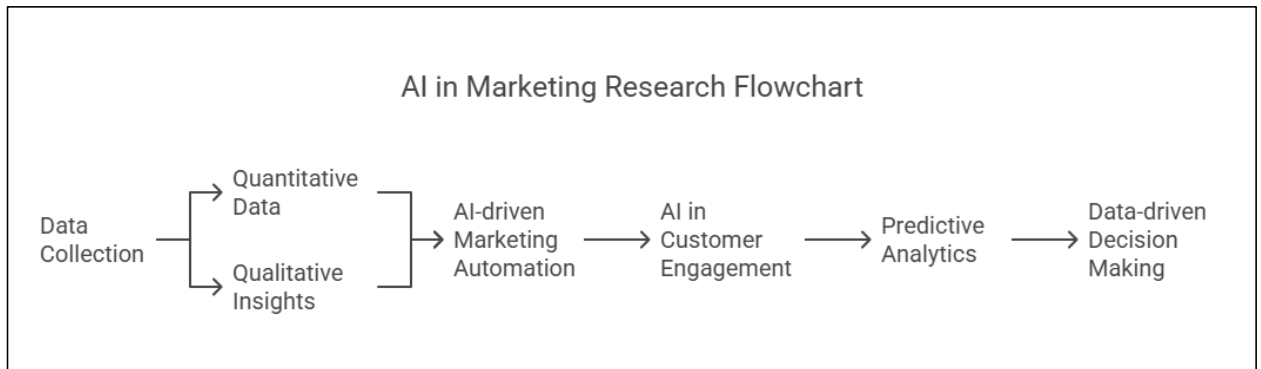 AI in Marketing Research Flowchart
Data
Collection
Quantitative
Data
Qualitative
Insights
AI-driven
Marketing
Automation
AI in
Customer
Engagement
Predictive
Analytics
Data-driven
Decision
Making